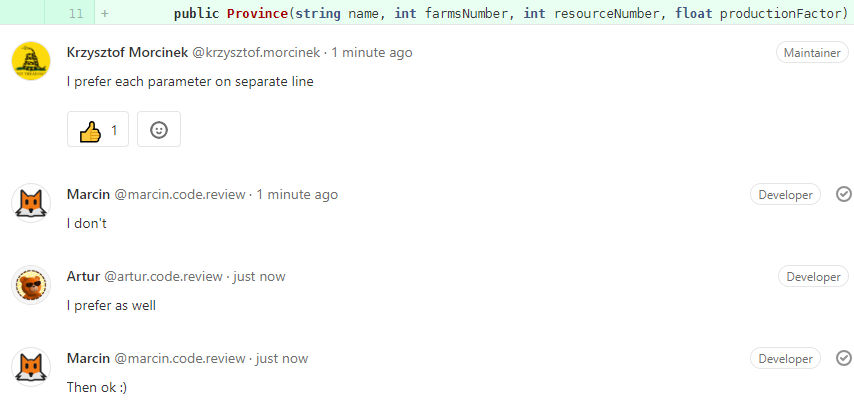 11 + public Province(string name, int farmsNumber, int resourceNumber, float productionFactor)
Krzysztof Morcinek @krzysztof.morcinek · 1 minute ago Maintainer
I prefer each parameter on separate line
1
Marcin @marcin.code.review · 1 minute ago Developer
I don't
Artur @artur.code.review · just now Developer
I prefer as well
Marcin @marcin.code.review · just now Developer
Then ok :)